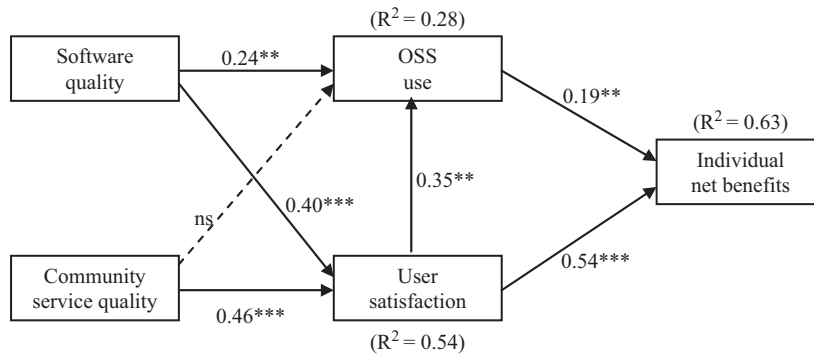 (R² = 0.28)
Software
quality
0.24**
OSS
use
0.19**
(R² = 0.63)
Individual
net benefits
0.35**
0.40***
ns
Community
service quality
0.46***
User
satisfaction
0.54***
(R² = 0.54)